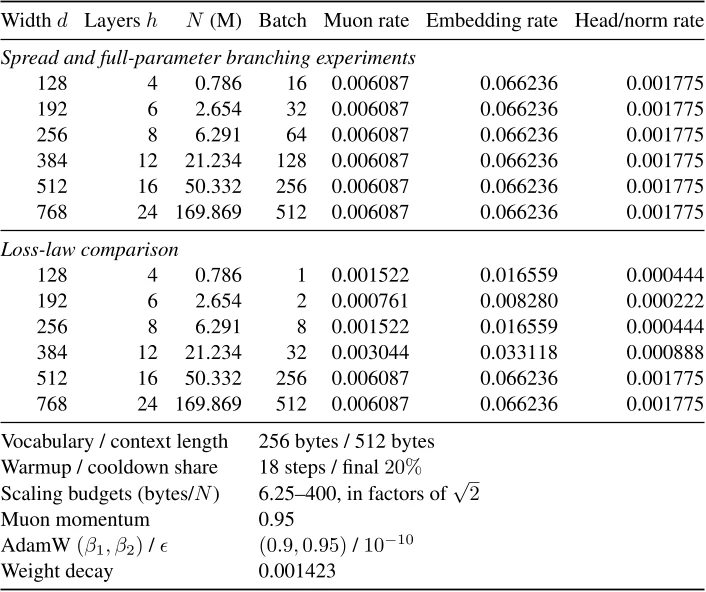 Width d Layers h N (M) Batch Muon rate Embedding rate Head/norm rate
Spread and full-parameter branching experiments
128 4 0.786 16 0.006087 0.066236 0.001775
192 6 2.654 32 0.006087 0.066236 0.001775
256 8 6.291 64 0.006087 0.066236 0.001775
384 12 21.234 128 0.006087 0.066236 0.001775
512 16 50.332 256 0.006087 0.066236 0.001775
768 24 169.869 512 0.006087 0.066236 0.001775
Loss-law comparison
128 4 0.786 1 0.001522 0.016559 0.000444
192 6 2.654 2 0.000761 0.008280 0.000222
256 8 6.291 8 0.001522 0.016559 0.000444
384 12 21.234 32 0.003044 0.033118 0.000888
512 16 50.332 256 0.006087 0.066236 0.001775
768 24 169.869 512 0.006087 0.066236 0.001775
Vocabulary / context length 256 bytes / 512 bytes
Warmup / cooldown share 18 steps / final 20%
Scaling budgets (bytes/N) 6.25–400, in factors of √2
Muon momentum 0.95
AdamW (β₁, β₂) / ϵ (0.9, 0.95) / 10⁻¹⁰
Weight decay 0.001423